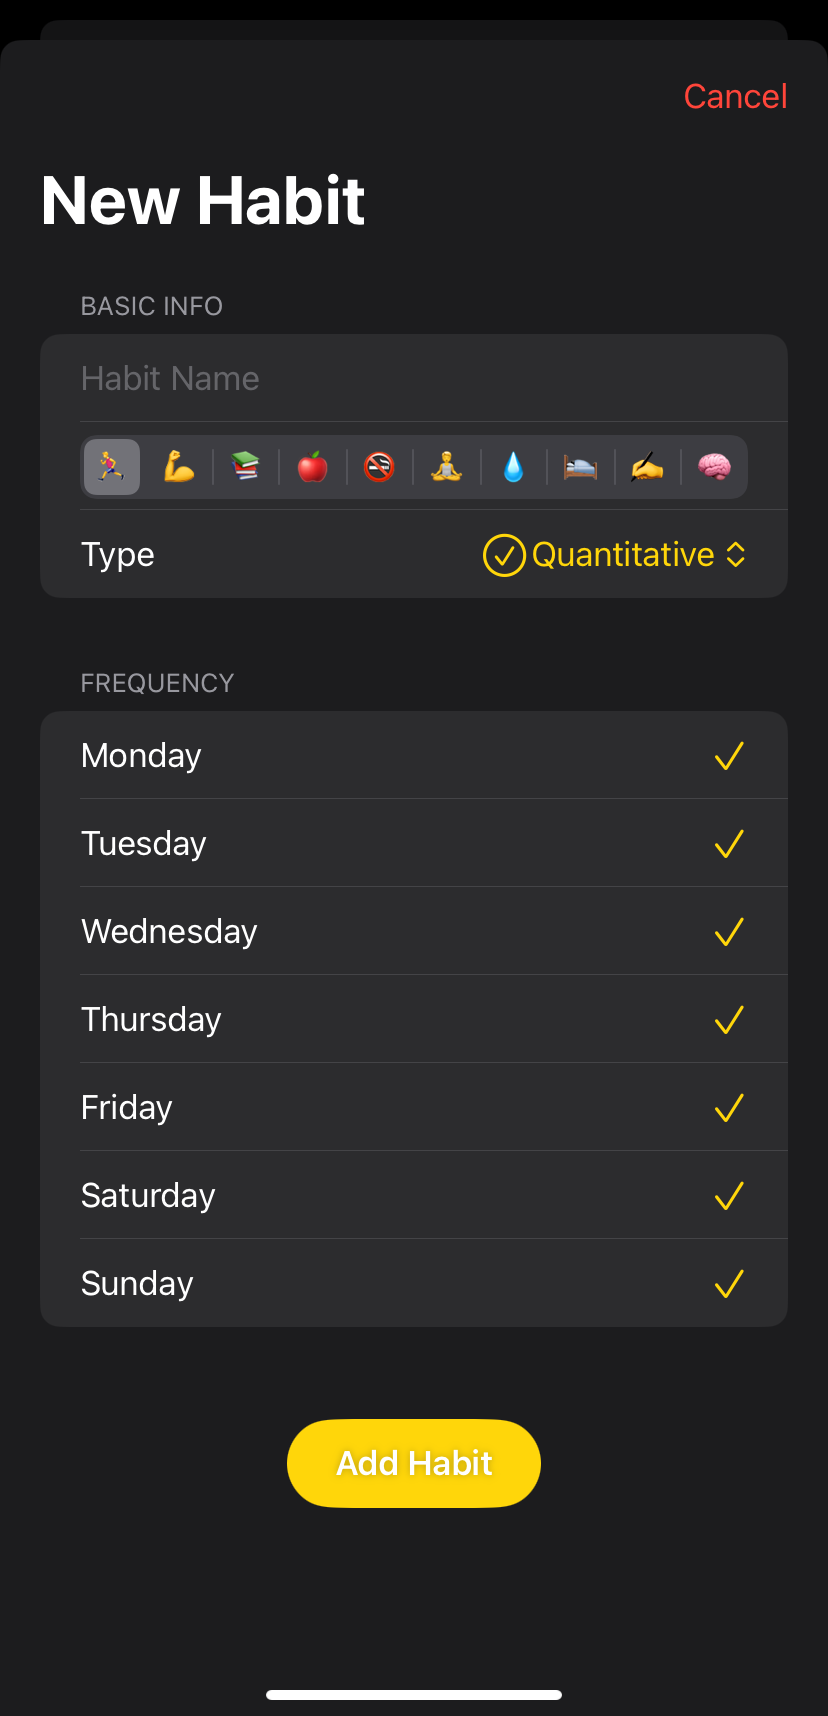 Cancel
New Habit
BASIC INFO
Habit Name
Type Quantitative
FREQUENCY
Monday
Tuesday
Wednesday
Thursday
Friday
Saturday
Sunday
Add Habit